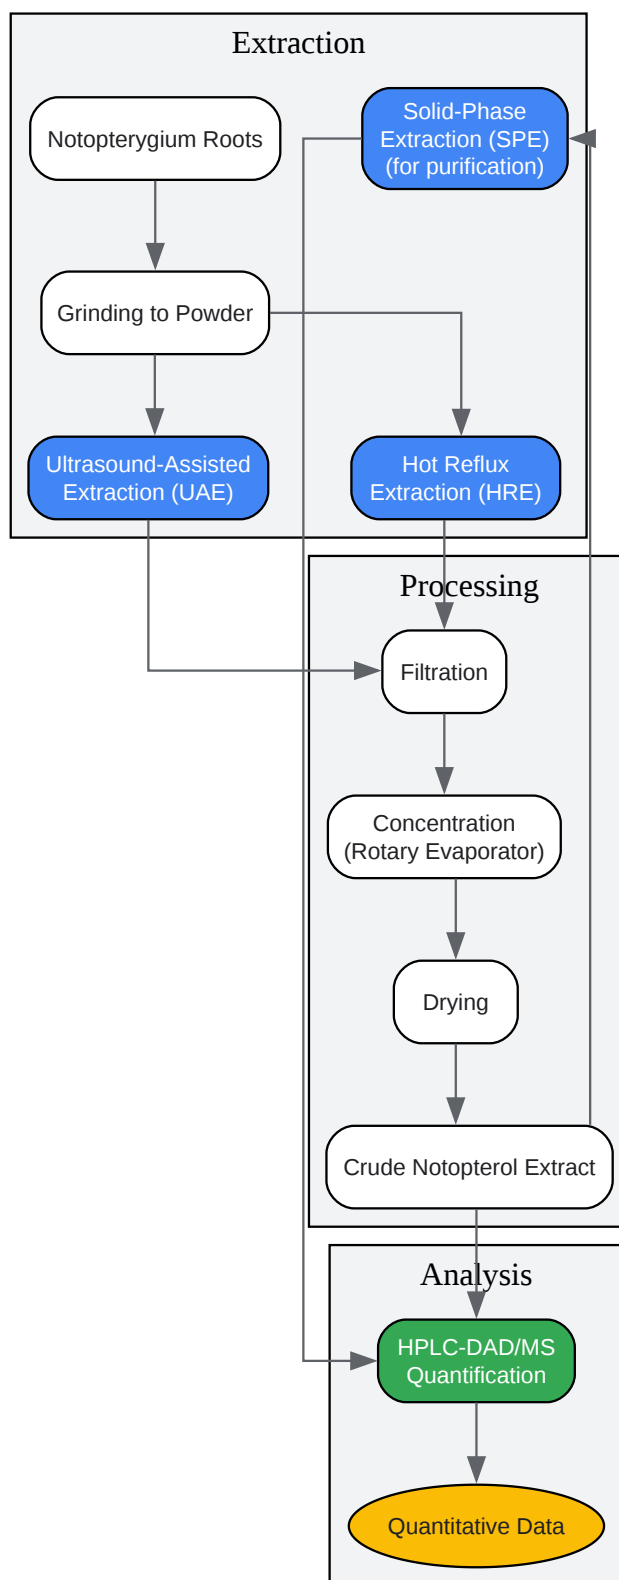 Extraction
Notopterygium Roots
Solid-Phase
Extraction (SPE)
(for purification)
Grinding to Powder
Ultrasound-Assisted
Extraction (UAE)
Hot Reflux
Extraction (HRE)
Processing
Filtration
Concentration
(Rotary Evaporator)
Drying
Crude Notopterol Extract
Analysis
HPLC-DAD/MS
Quantification
Quantitative Data